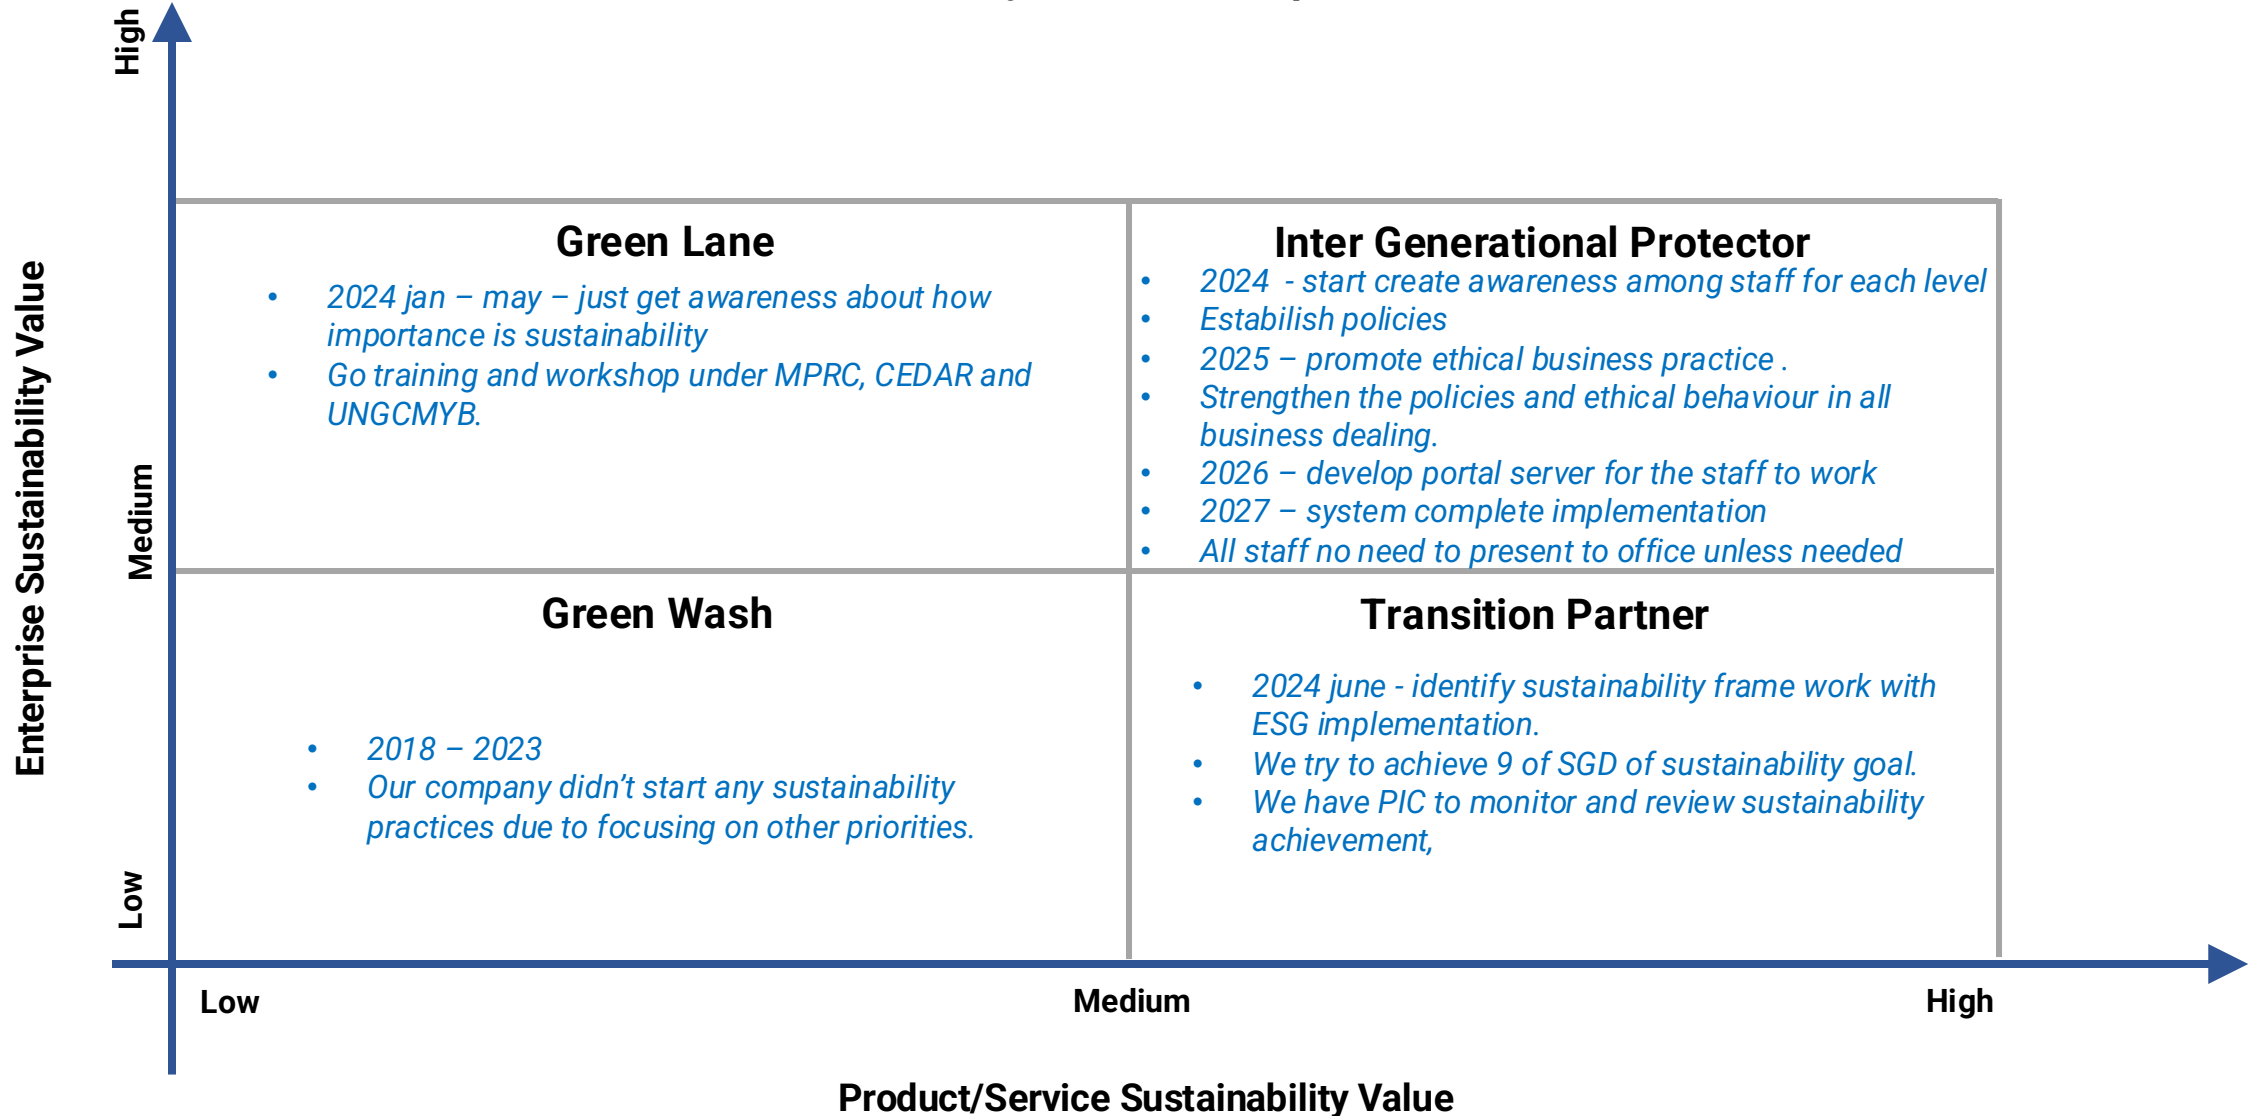 High
Enterprise Sustainability Value
Medium
Low
Green Lane
• 2024 jan – may – just get awareness about how
importance is sustainability
• Go training and workshop under MPRC, CEDAR and
UNGCMYB.
Inter Generational Protector
• 2024 - start create awareness among staff for each level
• Estabilish policies
• 2025 – promote ethical business practice .
• Strengthen the policies and ethical behaviour in all
business dealing.
• 2026 – develop portal server for the staff to work
• 2027 – system complete implementation
• All staff no need to present to office unless needed
Green Wash
• 2018 – 2023
• Our company didn’t start any sustainability
practices due to focusing on other priorities.
Transition Partner
• 2024 june - identify sustainability frame work with
ESG implementation.
• We try to achieve 9 of SGD of sustainability goal.
• We have PIC to monitor and review sustainability
achievement,
Low
Medium
High
Product/Service Sustainability Value